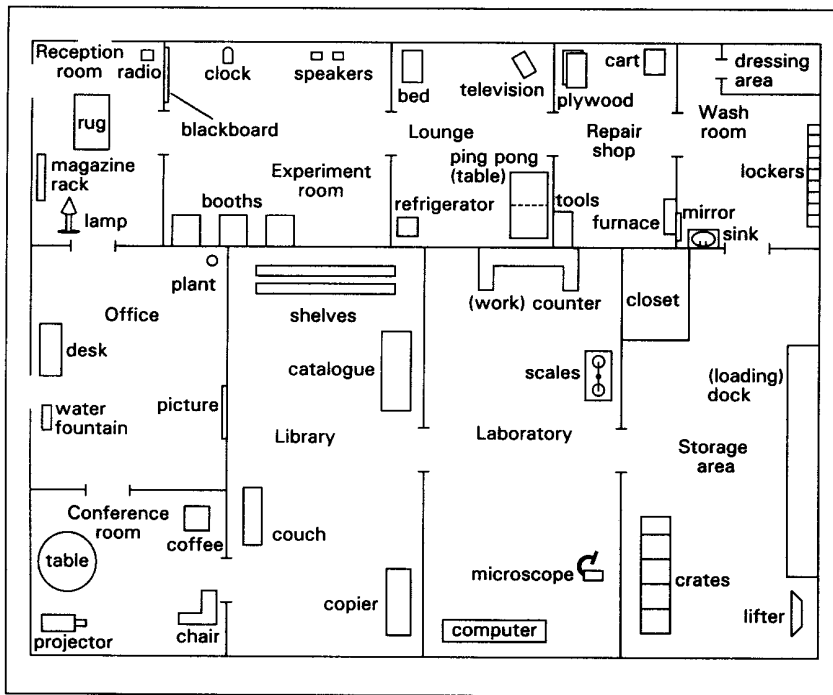 Reception
room
radio
rug
magazine
rack
lamp
clock
speakers
blackboard
Experiment
room
booths
bed
television
Lounge
ping pong
(table)
refrigerator
plywood
cart
Repair
shop
tools
furnace
dressing
area
Wash
room
lockers
mirror
sink
plant
Office
desk
water
fountain
picture
shelves
catalogue
Library
couch
copier
(work) counter
scales
Laboratory
microscope
computer
closet
(loading)
dock
Storage
area
crates
lifter
Conference
room
coffee
table
projector
chair